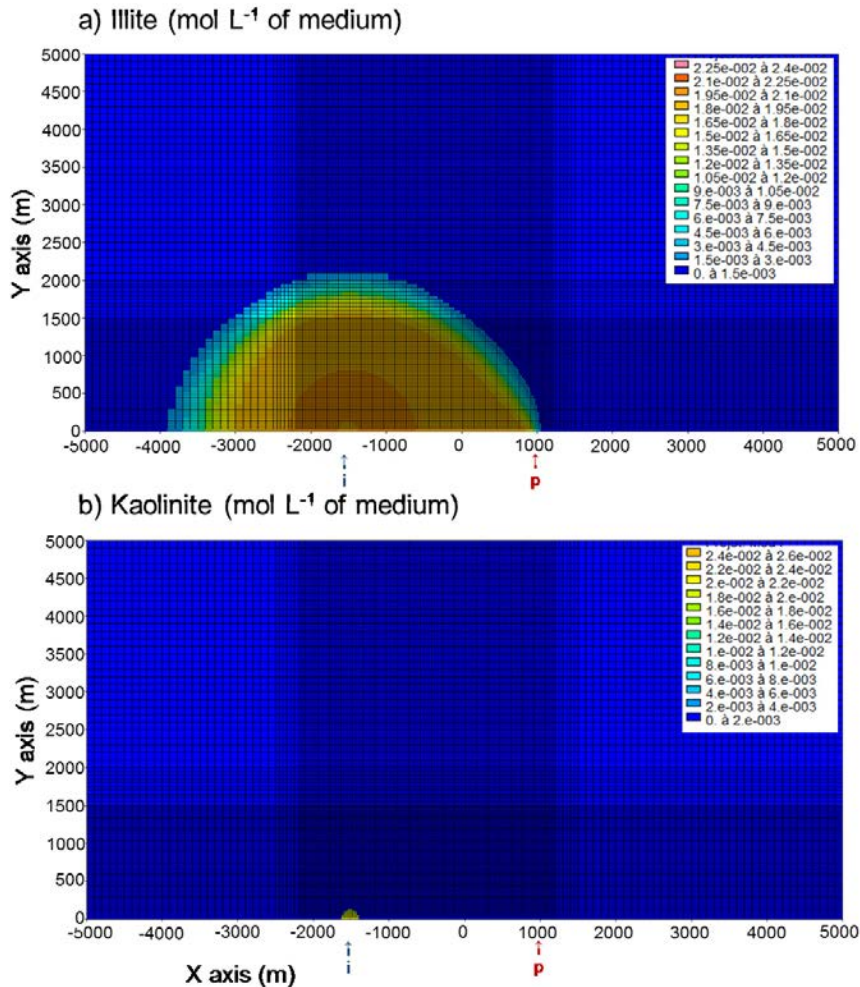 a) Illite (mol L⁻¹ of medium)
2.25e-002 à 2.4e-002
2.1e-002 à 2.25e-002
1.95e-002 à 2.1e-002
1.8e-002 à 1.95e-002
1.65e-002 à 1.8e-002
1.5e-002 à 1.65e-002
1.35e-002 à 1.5e-002
1.2e-002 à 1.35e-002
1.05e-002 à 1.2e-002
9.e-003 à 1.05e-002
7.5e-003 à 9.e-003
6.e-003 à 7.5e-003
4.5e-003 à 6.e-003
3.e-003 à 4.5e-003
1.5e-003 à 3.e-003
0. à 1.5e-003
Y axis (m)
5000
4500
4000
3500
3000
2500
2000
1500
1000
500
0
-5000 -4000 -3000 -2000 -1000 0 1000 2000 3000 4000 5000
i p
b) Kaolinite (mol L⁻¹ of medium)
2.4e-002 à 2.6e-002
2.2e-002 à 2.4e-002
2.e-002 à 2.2e-002
1.8e-002 à 2.e-002
1.6e-002 à 1.8e-002
1.4e-002 à 1.6e-002
1.2e-002 à 1.4e-002
1.e-002 à 1.2e-002
8.e-003 à 1.e-002
6.e-003 à 8.e-003
4.e-003 à 6.e-003
2.e-003 à 4.e-003
0. à 2.e-003
Y axis (m)
5000
4500
4000
3500
3000
2500
2000
1500
1000
500
0
-5000 -4000 -3000 -2000 -1000 0 1000 2000 3000 4000 5000
i p
X axis (m)